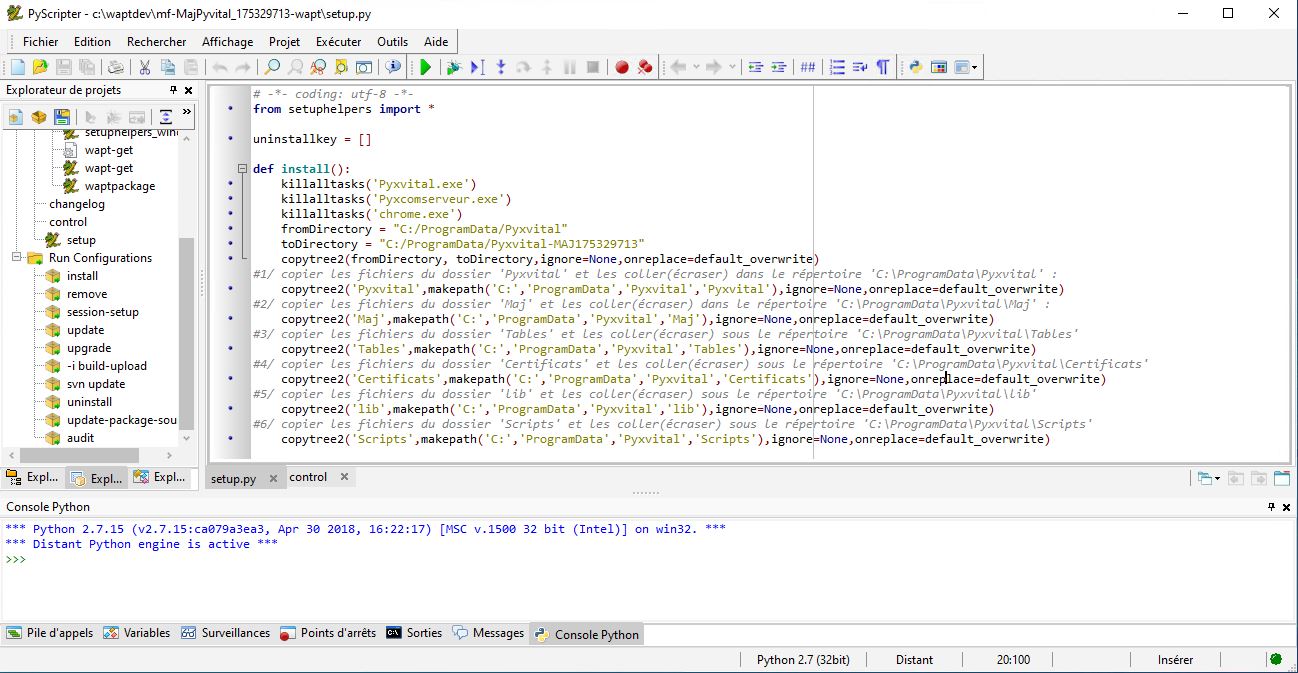 PyScripter - c:\waptdev\mf-MajPyvital_175329713-wapt\setup.py
Fichier Edition Rechercher Affichage Projet Exécuter Outils Aide
Explorateur de projets
setuphelpers_win
wapt-get
wapt-get
waptpackage
changelog
control
setup
Run Configurations
install
remove
session-setup
update
upgrade
-i build-upload
svn update
uninstall
update-package-sou
audit
Expl... Expl... Expl...
# -*- coding: utf-8 -*-
from setuphelpers import *
uninstallkey = []
def install():
killalltasks('Pyxvital.exe')
killalltasks('Pyxcomserveur.exe')
killalltasks('chrome.exe')
fromDirectory = "C:/ProgramData/Pyxvital"
toDirectory = "C:/ProgramData/Pyxvital-MAJ175329713"
copytree2(fromDirectory, toDirectory,ignore=None,onreplace=default_overwrite)
#1/ copier les fichiers du dossier 'Pyxvital' et les coller(écraser) dans le répertoire 'C:\ProgramData\Pyxvital' :
copytree2('Pyxvital',makepath('C:','ProgramData','Pyxvital','Pyxvital'),ignore=None,onreplace=default_overwrite)
#2/ copier les fichiers du dossier 'Maj' et les coller(écraser) dans le répertoire 'C:\ProgramData\Pyxvital\Maj' :
copytree2('Maj',makepath('C:','ProgramData','Pyxvital','Maj'),ignore=None,onreplace=default_overwrite)
#3/ copier les fichiers du dossier 'Tables' et les coller(écraser) sous le répertoire 'C:\ProgramData\Pyxvital\Tables'
copytree2('Tables',makepath('C:','ProgramData','Pyxvital','Tables'),ignore=None,onreplace=default_overwrite)
#4/ copier les fichiers du dossier 'Certificats' et les coller(écraser) sous le répertoire 'C:\ProgramData\Pyxvital\Certificats'
copytree2('Certificats',makepath('C:','ProgramData','Pyxvital','Certificats'),ignore=None,onreplace=default_overwrite)
#5/ copier les fichiers du dossier 'lib' et les coller(écraser) sous le répertoire 'C:\ProgramData\Pyxvital\lib'
copytree2('lib',makepath('C:','ProgramData','Pyxvital','lib'),ignore=None,onreplace=default_overwrite)
#6/ copier les fichiers du dossier 'Scripts' et les coller(écraser) sous le répertoire 'C:\ProgramData\Pyxvital\Scripts'
copytree2('Scripts',makepath('C:','ProgramData','Pyxvital','Scripts'),ignore=None,onreplace=default_overwrite)
setup.py control
Console Python
*** Python 2.7.15 (v2.7.15:ca079a3ea3, Apr 30 2018, 16:22:17) [MSC v.1500 32 bit (Intel)] on win32. ***
*** Distant Python engine is active ***
>>>
Pile d'appels Variables Surveillances Points d'arrêts Sorties Messages Console Python
Python 2.7 (32bit) Distant 20:100 Insérer